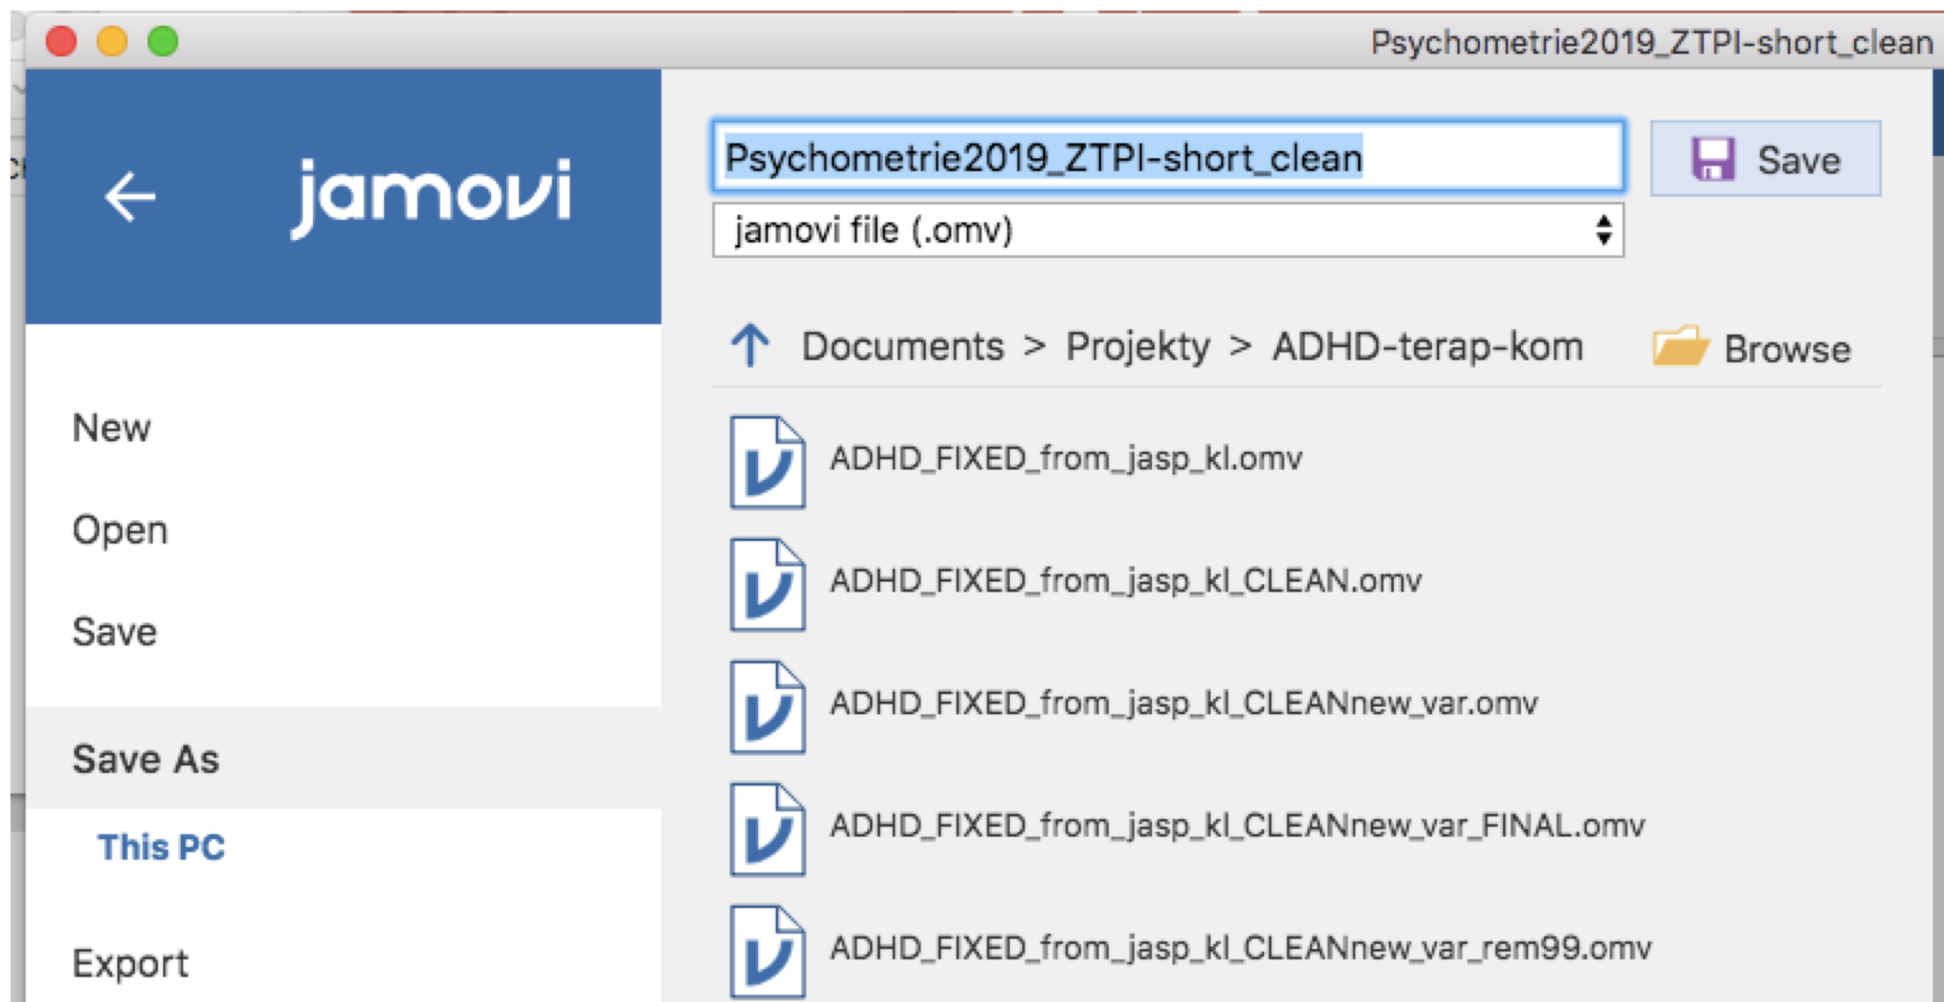 Psychometrie2019_ZTPI-short_clean
jamovi
Psychometrie2019_ZTPI-short_clean
Save
jamovi file (.omv)
Documents > Projekty > ADHD-terap-kom
Browse
New
Open
Save
Save As
This PC
Export
ADHD_FIXED_from_jasp_kl.omv
ADHD_FIXED_from_jasp_kl_CLEAN.omv
ADHD_FIXED_from_jasp_kl_CLEANnew_var.omv
ADHD_FIXED_from_jasp_kl_CLEANnew_var_FINAL.omv
ADHD_FIXED_from_jasp_kl_CLEANnew_var_rem99.omv